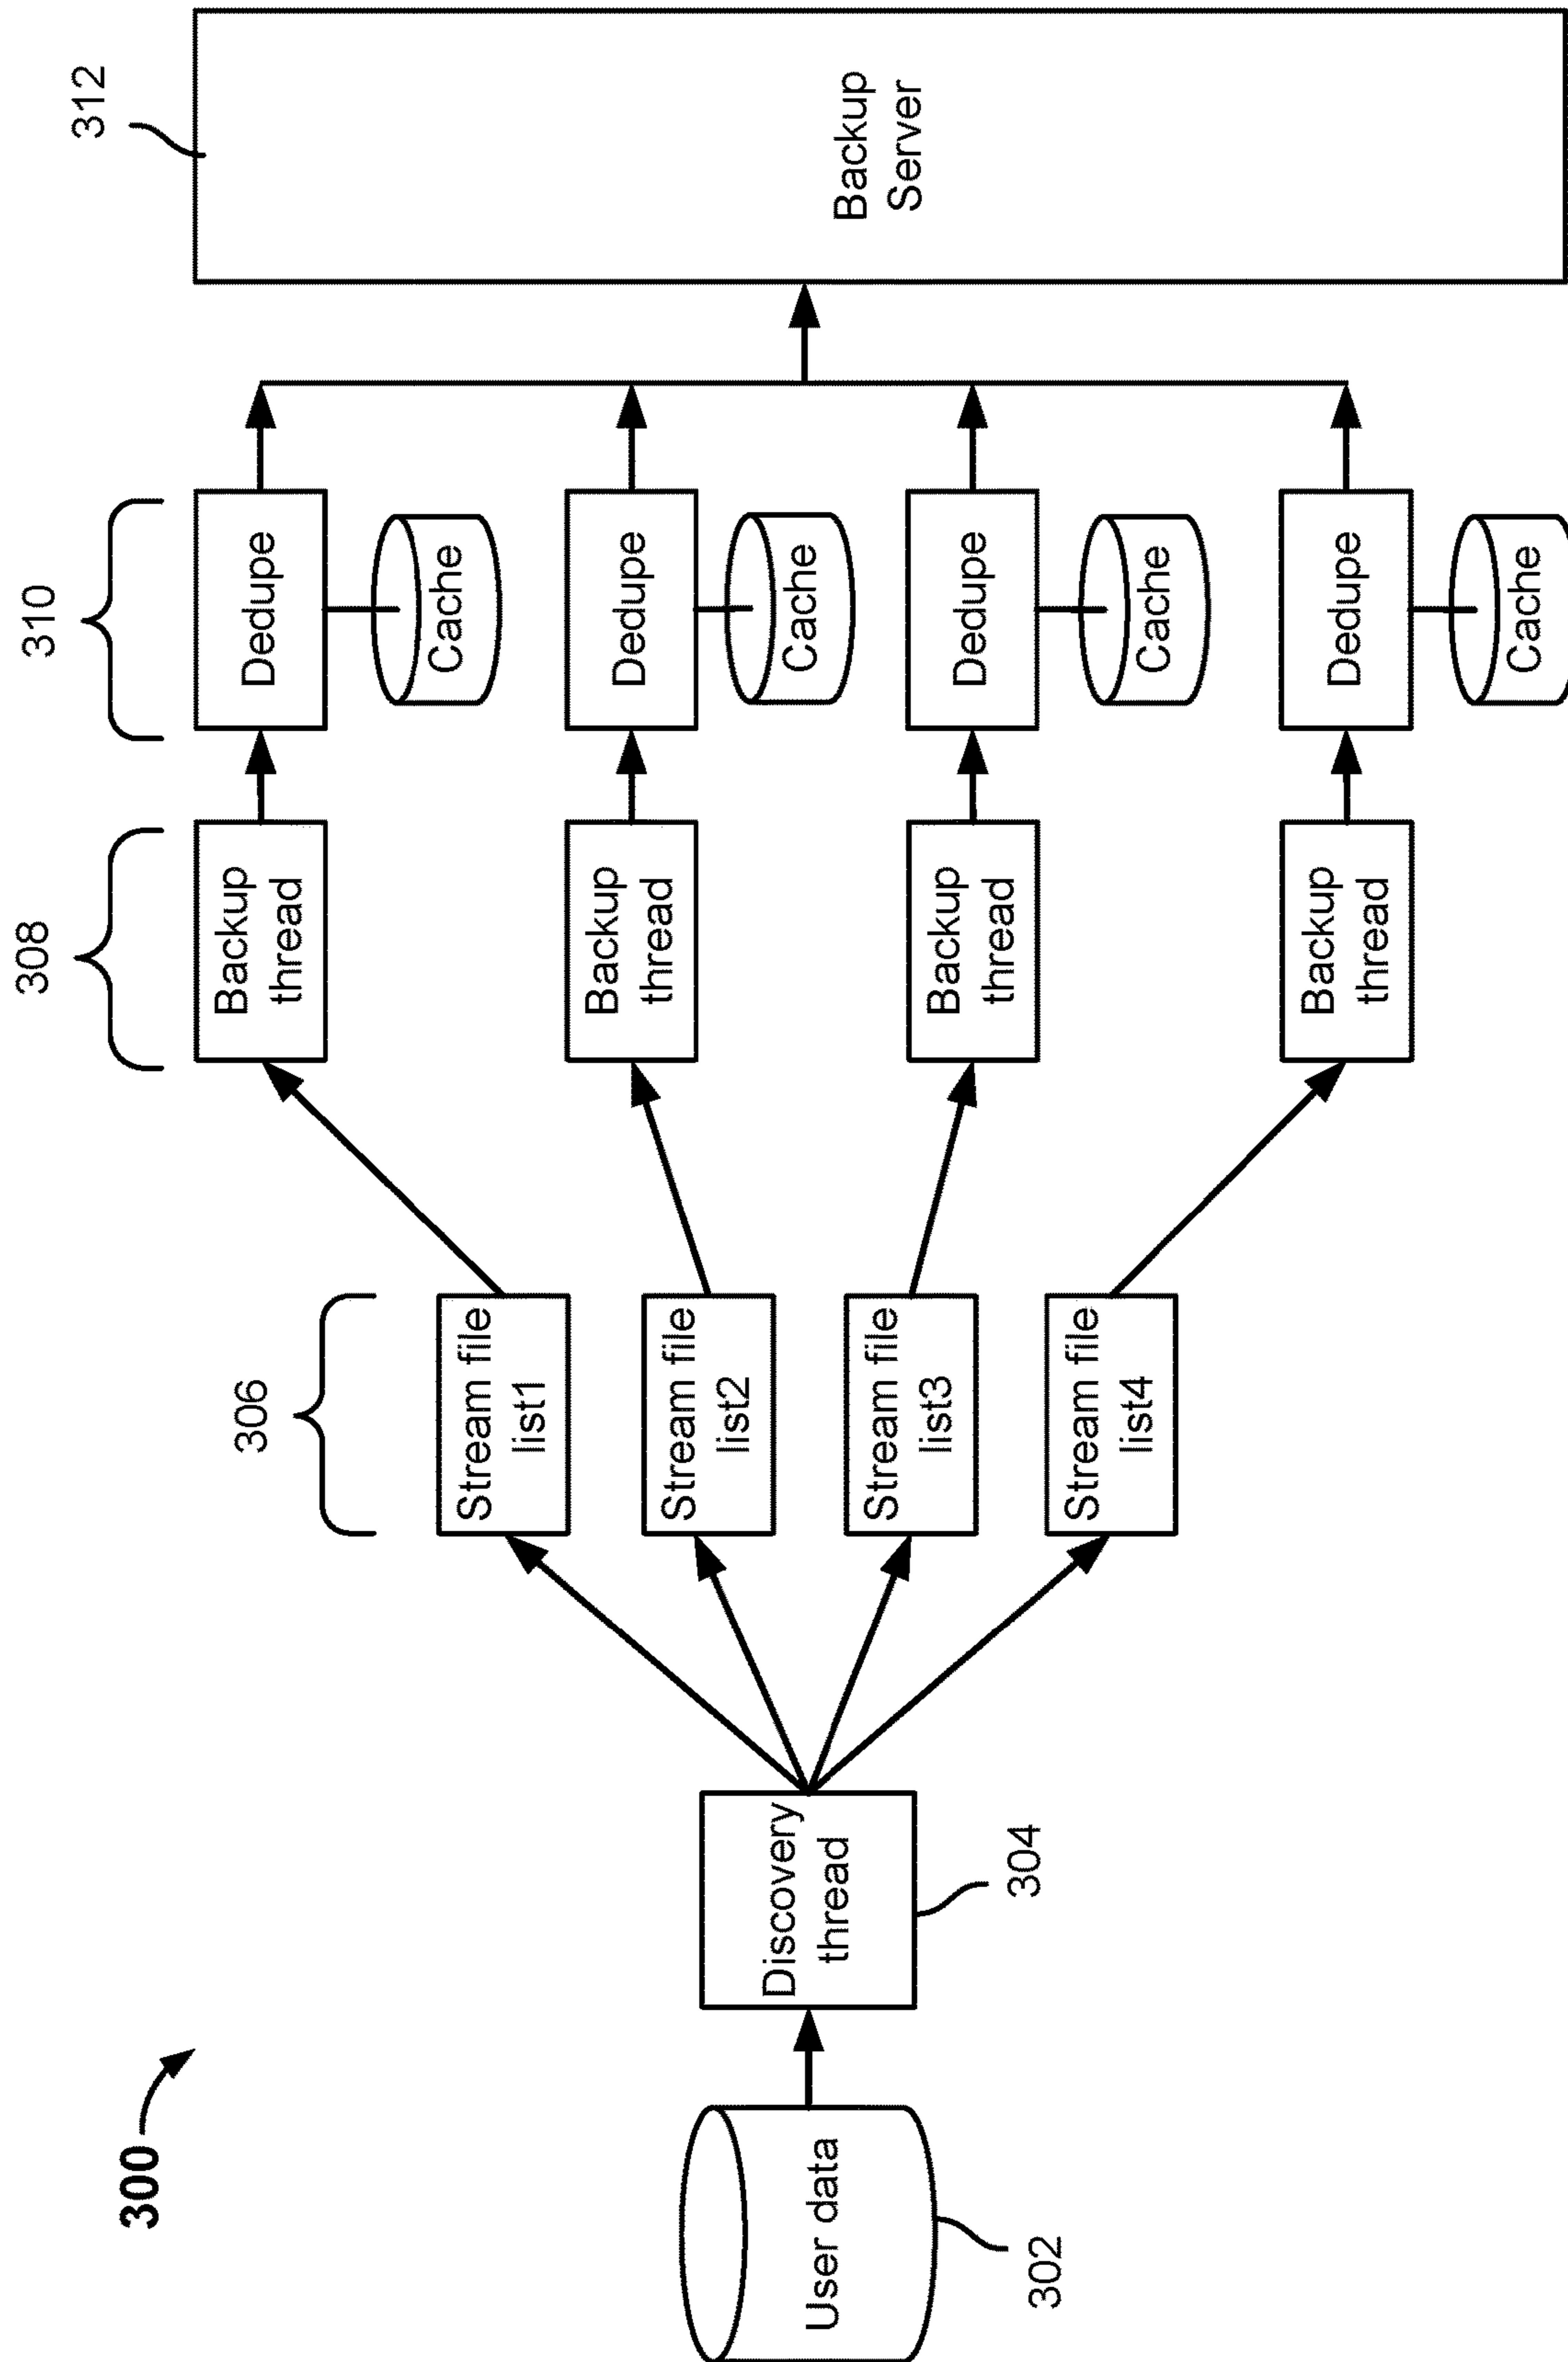 300
User data
302
Discovery
thread
304
306
Stream file
list1
Stream file
list2
Stream file
list3
Stream file
list4
308
Backup
thread
Backup
thread
Backup
thread
Backup
thread
310
Dedupe
Cache
Dedupe
Cache
Dedupe
Cache
Dedupe
Cache
312
Backup
Server